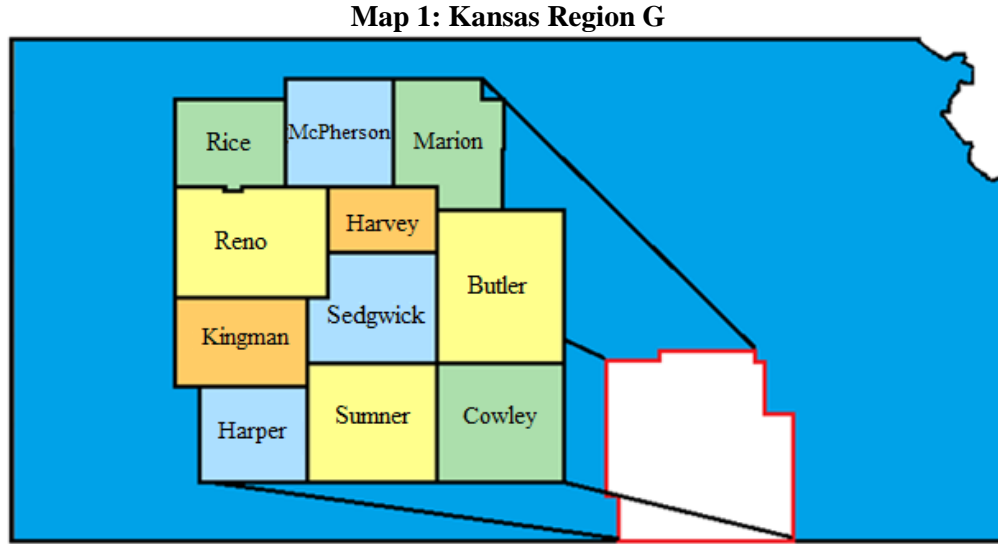 Map 1: Kansas Region G
Rice
McPherson
Marion
Reno
Harvey
Butler
Kingman
Sedgwick
Harper
Sumner
Cowley